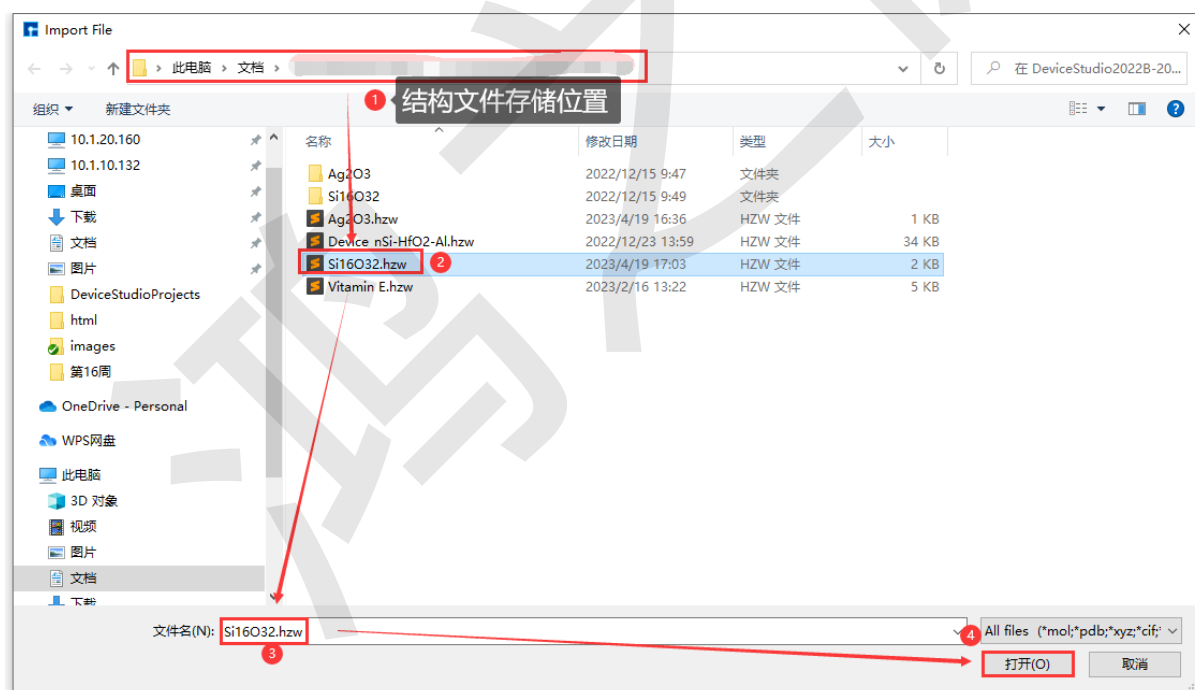 Import File
此电脑 › 文档 ›
在 DeviceStudio2022B-20...
1 结构文件存储位置
组织 新建文件夹
名称 修改日期 类型 大小
10.1.20.160
10.1.10.132
桌面
下载
文档
图片
DeviceStudioProjects
html
images
第16周
OneDrive - Personal
WPS网盘
此电脑
3D 对象
视频
图片
文档
下载
Ag2O3 2022/12/15 9:47 文件夹
Si16O32 2022/12/15 9:49 文件夹
Ag2O3.hzw 2023/4/19 16:36 HZW 文件 1 KB
Device_nSi-HfO2-Al.hzw 2022/12/23 13:59 HZW 文件 34 KB
Si16O32.hzw 2 2023/4/19 17:03 HZW 文件 2 KB
Vitamin E.hzw 2023/2/16 13:22 HZW 文件 5 KB
文件名(N): Si16O32.hzw
3
4 All files (*mol;*pdb;*xyz;*cif;
打开(O) 取消